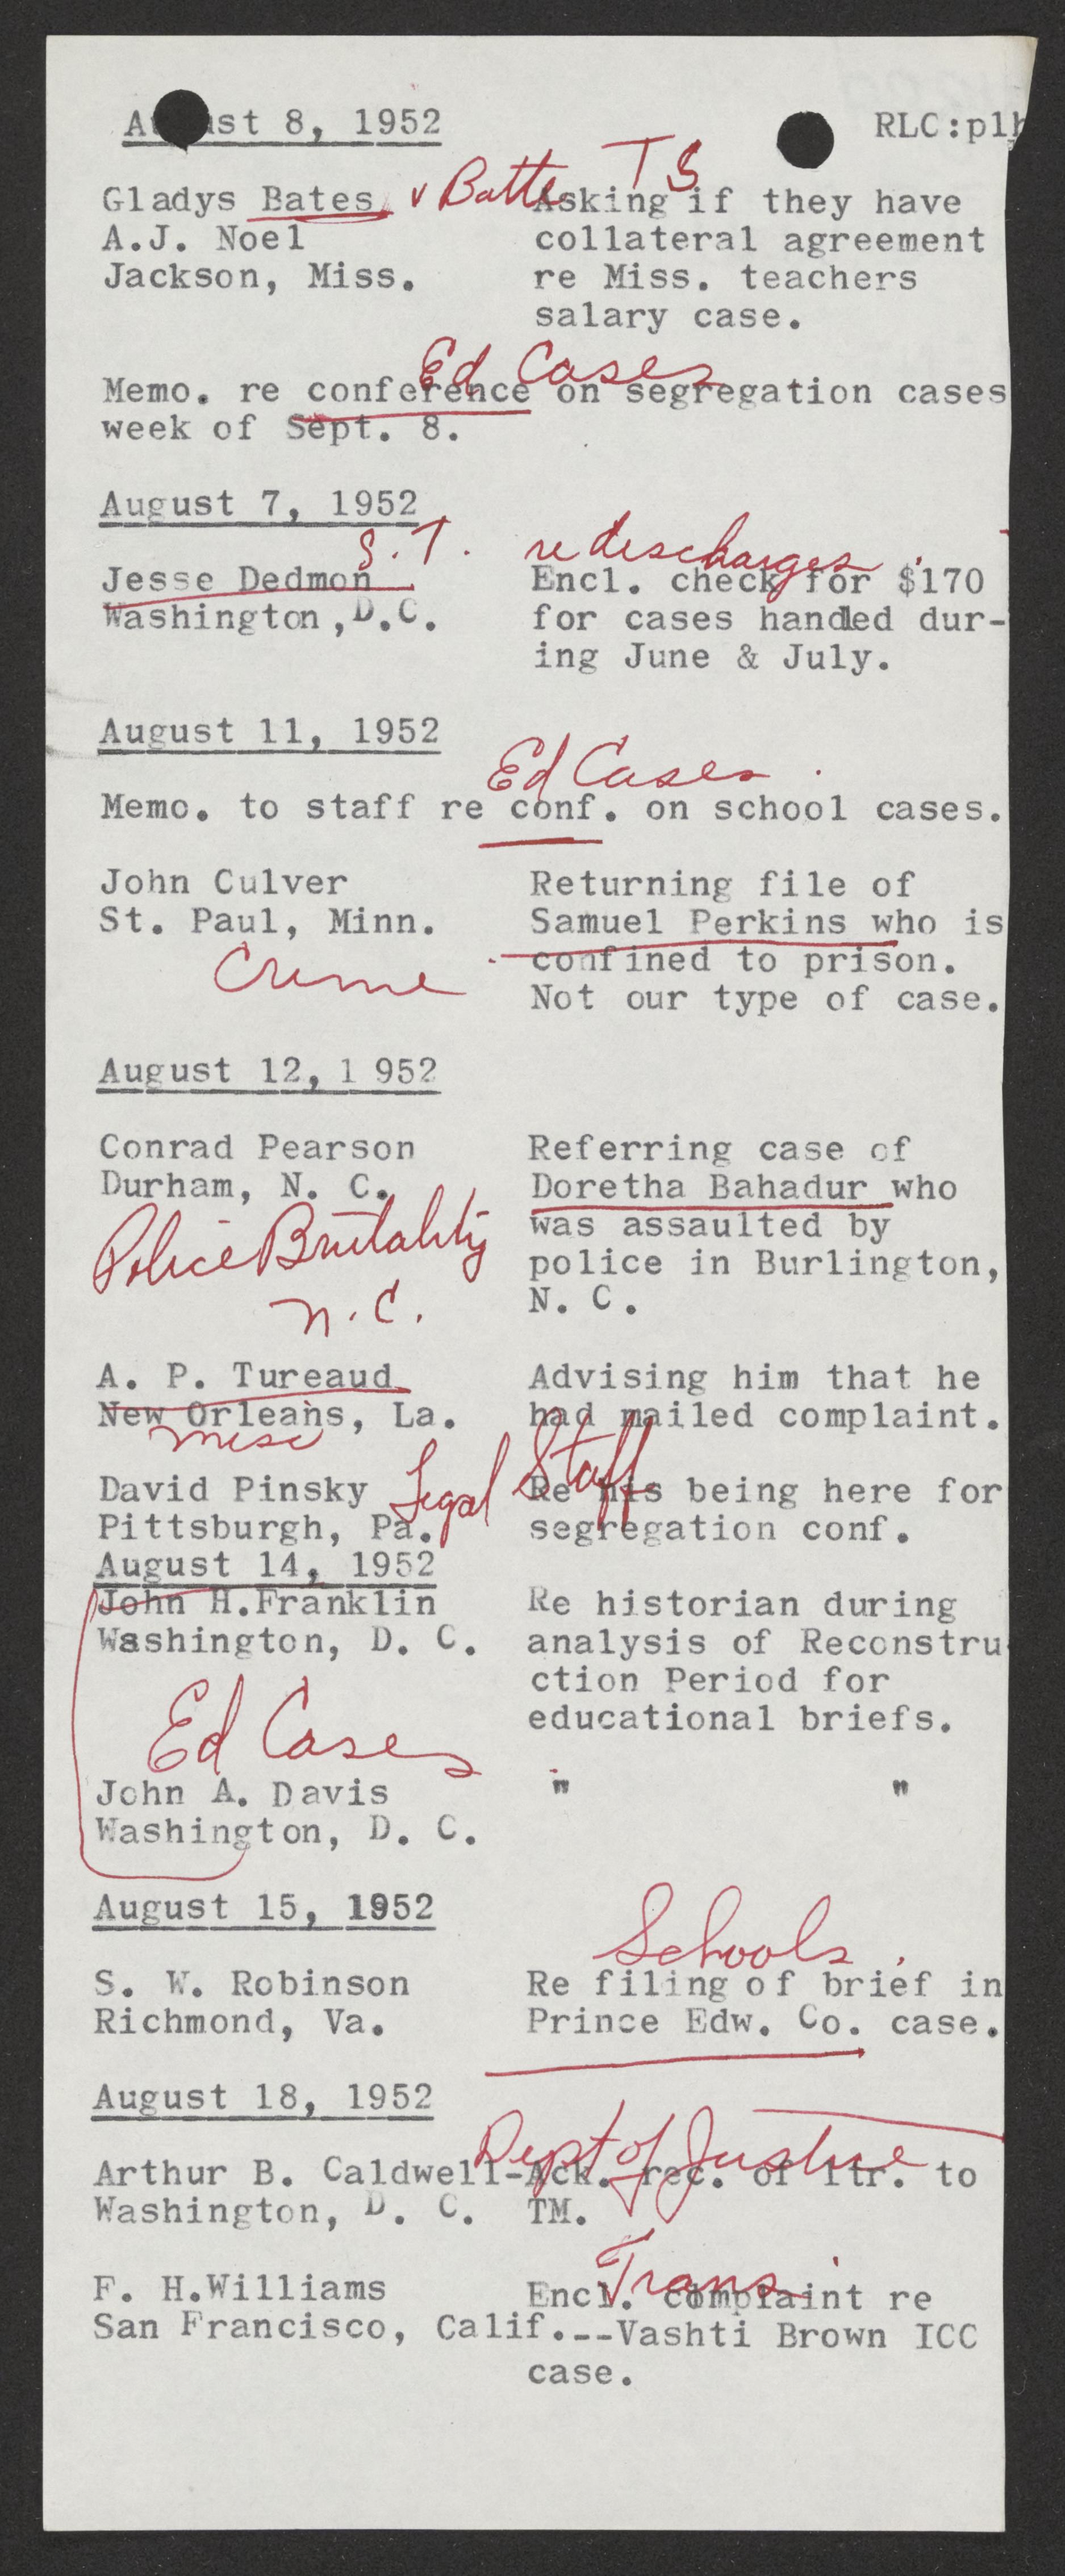 August 8, 1952 RLC:plh
TS
Gladys Bates v Batte Asking if they have
A.J. Noel collateral agreement
Jackson, Miss. re Miss. teachers
salary case.
Ed Cases
Memo. re conference on segregation cases
week of Sept. 8.
August 7, 1952
S.T. re discharges
Jesse Dedmon Encl. check for $170
Washington, D.C. for cases handled dur-
ing June & July.
August 11, 1952
Ed Cases
Memo. to staff re conf. on school cases.
John Culver Returning file of
St. Paul, Minn. Samuel Perkins who is
Crime confined to prison.
Not our type of case.
August 12, 1 952
Conrad Pearson Referring case of
Durham, N. C. Doretha Bahadur who
Police Brutality was assaulted by
police in Burlington,
N.C. N. C.
A. P. Tureaud Advising him that he
New Orleans, La. had mailed complaint.
misc
Legal Staff
David Pinsky Re his being here for
Pittsburgh, Pa. segregation conf.
August 14, 1952
John H.Franklin Re historian during
Washington, D. C. analysis of Reconstru
ction Period for
Ed Cases educational briefs.
John A. Davis " "
Washington, D. C.
August 15, 1952
Schools
S. W. Robinson Re filing of brief in
Richmond, Va. Prince Edw. Co. case.
August 18, 1952
Dept of Justice
Arthur B. Caldwell-Ack. rec. of ltr. to
Washington, D. C. TM.
Trans
F. H.Williams Encl. complaint re
San Francisco, Calif.--Vashti Brown ICC
case.